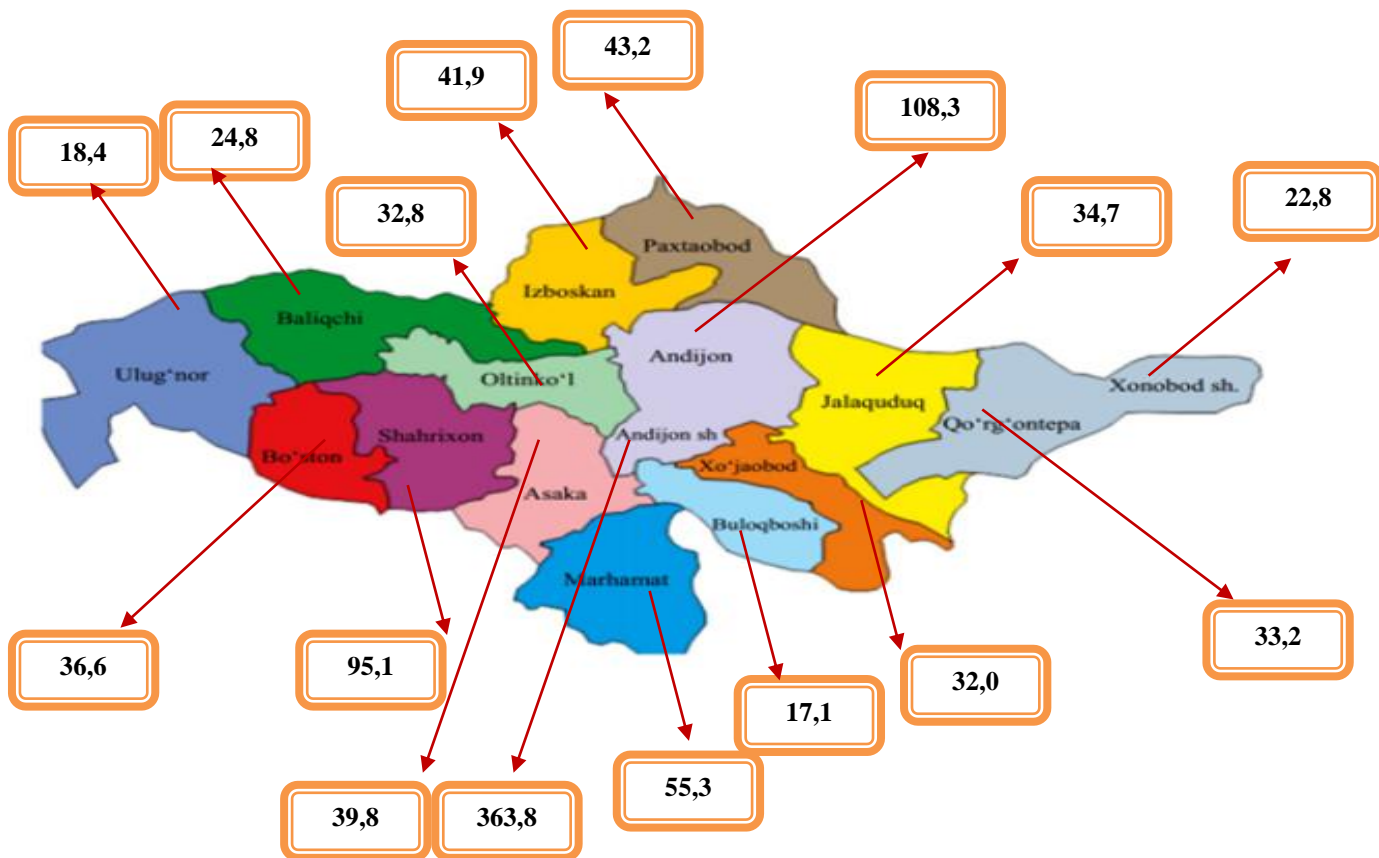 43,2
41,9
108,3
24,8
18,4
22,8
32,8
34,7
Paxtaobod
Izboskan
Baliqchi
Andijon
Ulug‘nor
Oltinko‘l
Xonobod sh.
Jalaquduq
Qo‘rg‘ontepa
Shahrixon
Andijon sh
Bo‘ston
Xo‘jaobod
Asaka
Buloqboshi
Marhamat
33,2
36,6
95,1
32,0
17,1
55,3
39,8
363,8